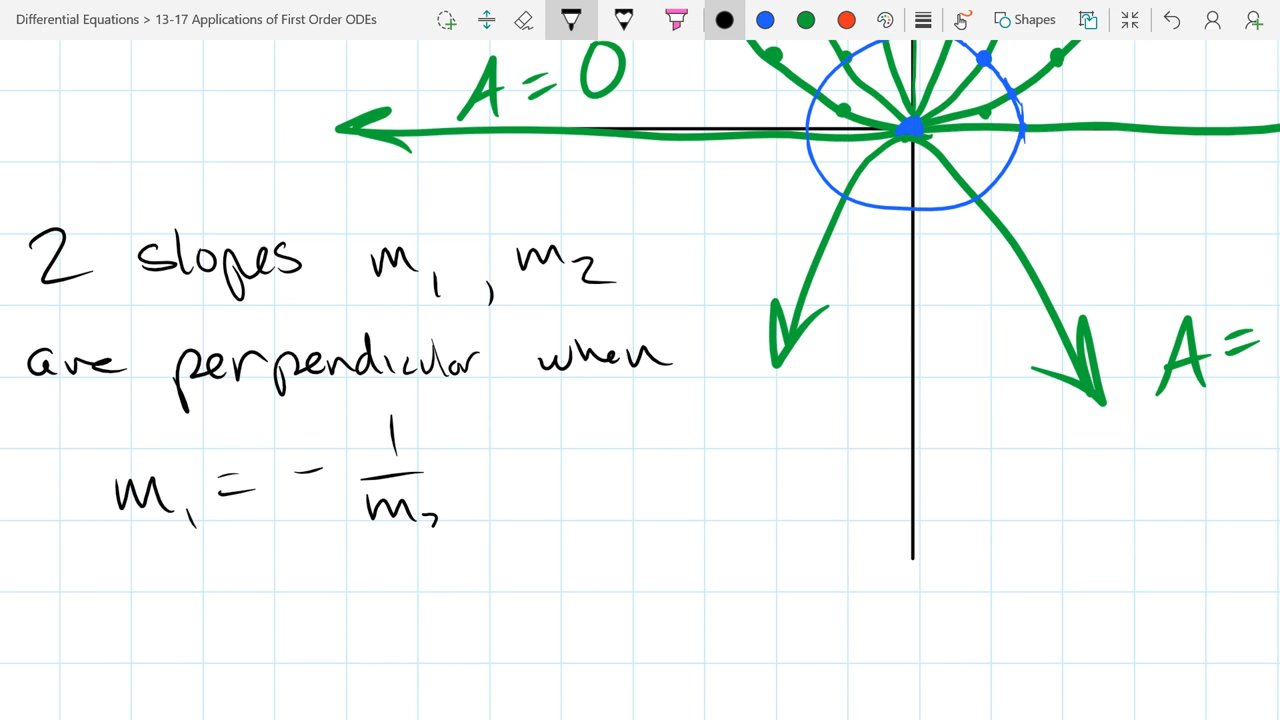 Differential Equations > 13-17 Applications of First Order ODEs
Shapes
A = 0
2 slopes m₁, m₂
are perpendicular when
A =
m₁ = - 1/m₂